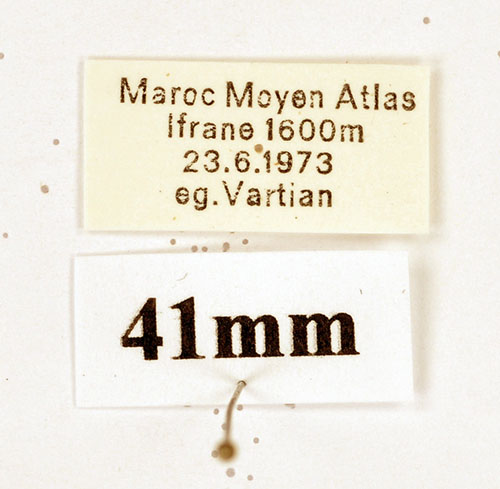 Maroc Moyen Atlas
Ifrane 1600m
23.6.1973
eg.Vartian
41mm